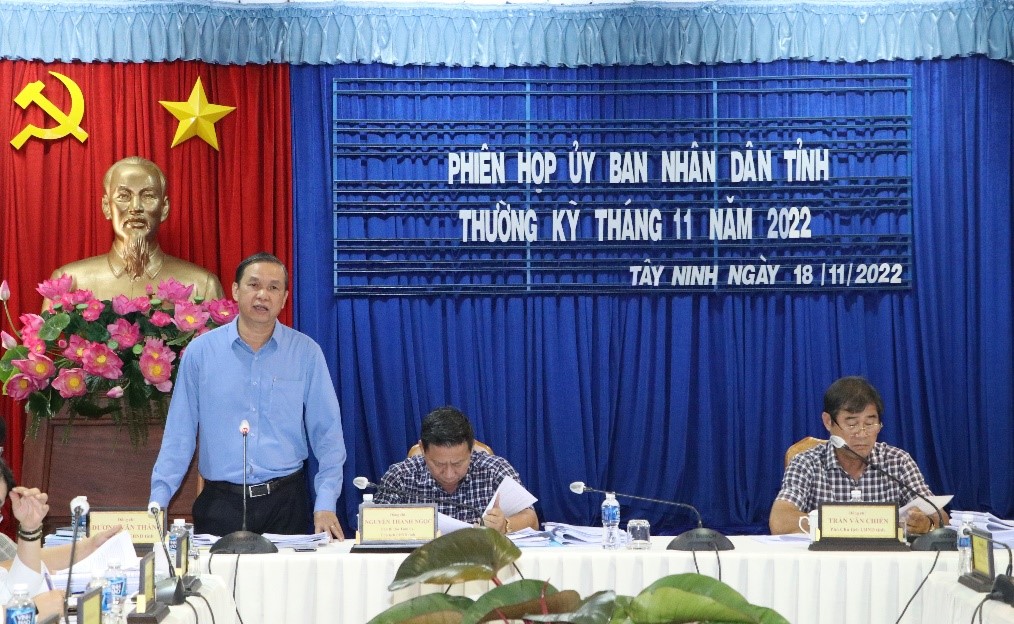 PHIÊN HỌP ỦY BAN NHÂN DÂN TỈNH
THƯỜNG KỲ THÁNG 11 NĂM 2022
TÂY NINH NGÀY 18/11/2022
NGUYỄN THANH NGỌC
TRẦN VĂN CHIẾN